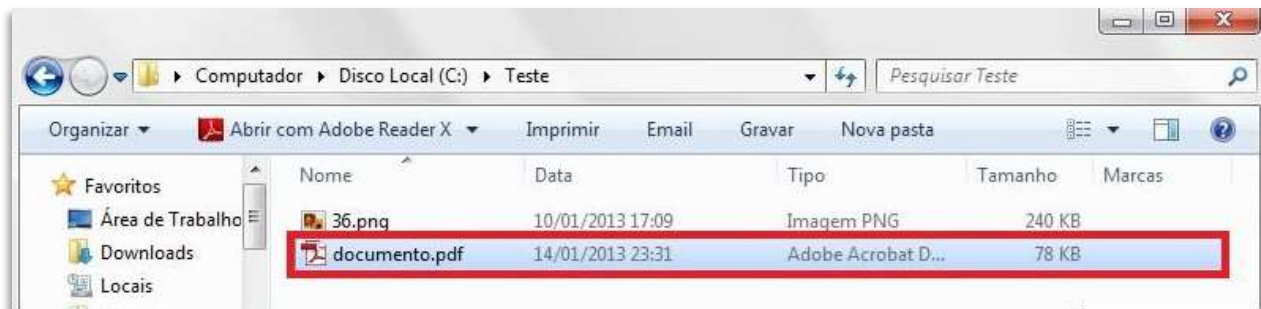 Computador ▸ Disco Local (C:) ▸ Teste Pesquisar Teste
Organizar Abrir com Adobe Reader X Imprimir Email Gravar Nova pasta
Favoritos Nome Data Tipo Tamanho Marcas
Área de Trabalho 36.png 10/01/2013 17:09 Imagem PNG 240 KB
Downloads documento.pdf 14/01/2013 23:31 Adobe Acrobat D... 78 KB
Locais